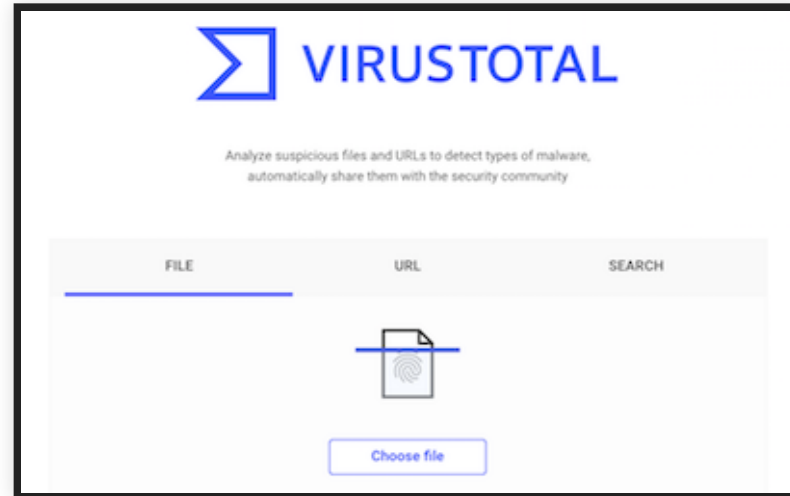 VIRUSTOTAL
Analyze suspicious files and URLs to detect types of malware,
automatically share them with the security community
FILE URL SEARCH
Choose file